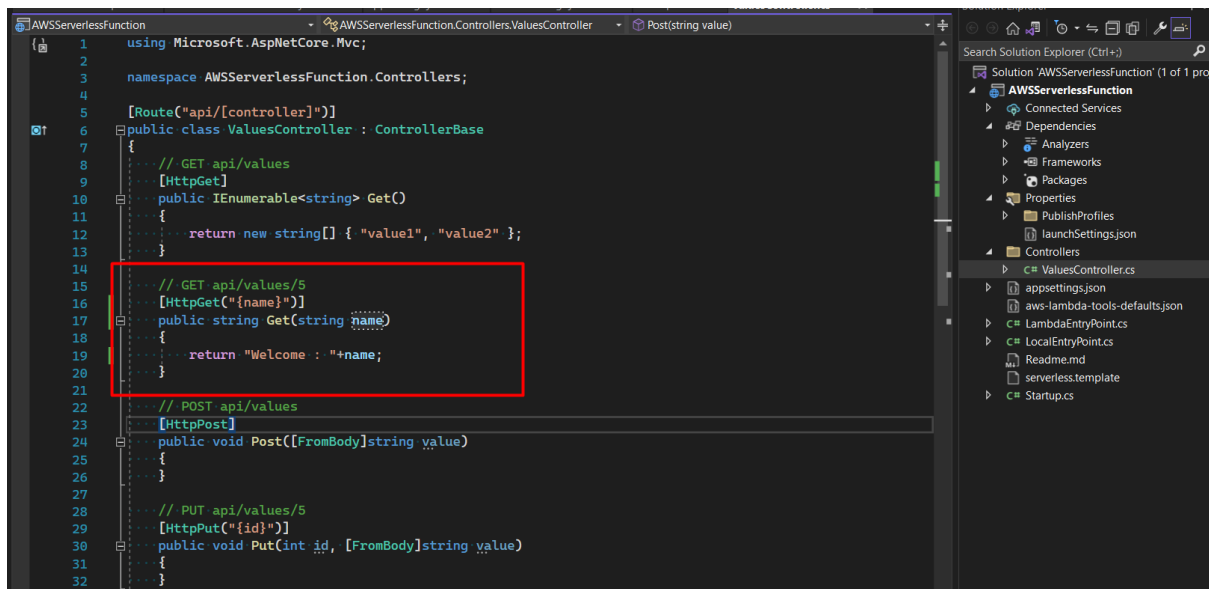 AWSServerlessFunction
AWSServerlessFunction.Controllers.ValuesController
Post(string value)
1 using Microsoft.AspNetCore.Mvc;
2
3 namespace AWSServerlessFunction.Controllers;
4
5 [Route("api/[controller]")]
6 public class ValuesController : ControllerBase
7 {
8 // GET api/values
9 [HttpGet]
10 public IEnumerable<string> Get()
11 {
12 return new string[] { "value1", "value2" };
13 }
14
15 // GET api/values/5
16 [HttpGet("{name}")]
17 public string Get(string name)
18 {
19 return "Welcome : "+name;
20 }
21
22 // POST api/values
23 [HttpPost]
24 public void Post([FromBody]string value)
25 {
26 }
27
28 // PUT api/values/5
29 [HttpPut("{id}")]
30 public void Put(int id, [FromBody]string value)
31 {
32 }
Search Solution Explorer (Ctrl+;)
Solution 'AWSServerlessFunction' (1 of 1 pro
AWSServerlessFunction
Connected Services
Dependencies
Analyzers
Frameworks
Packages
Properties
PublishProfiles
launchSettings.json
Controllers
C# ValuesController.cs
appsettings.json
aws-lambda-tools-defaults.json
C# LambdaEntryPoint.cs
C# LocalEntryPoint.cs
Readme.md
serverless.template
C# Startup.cs